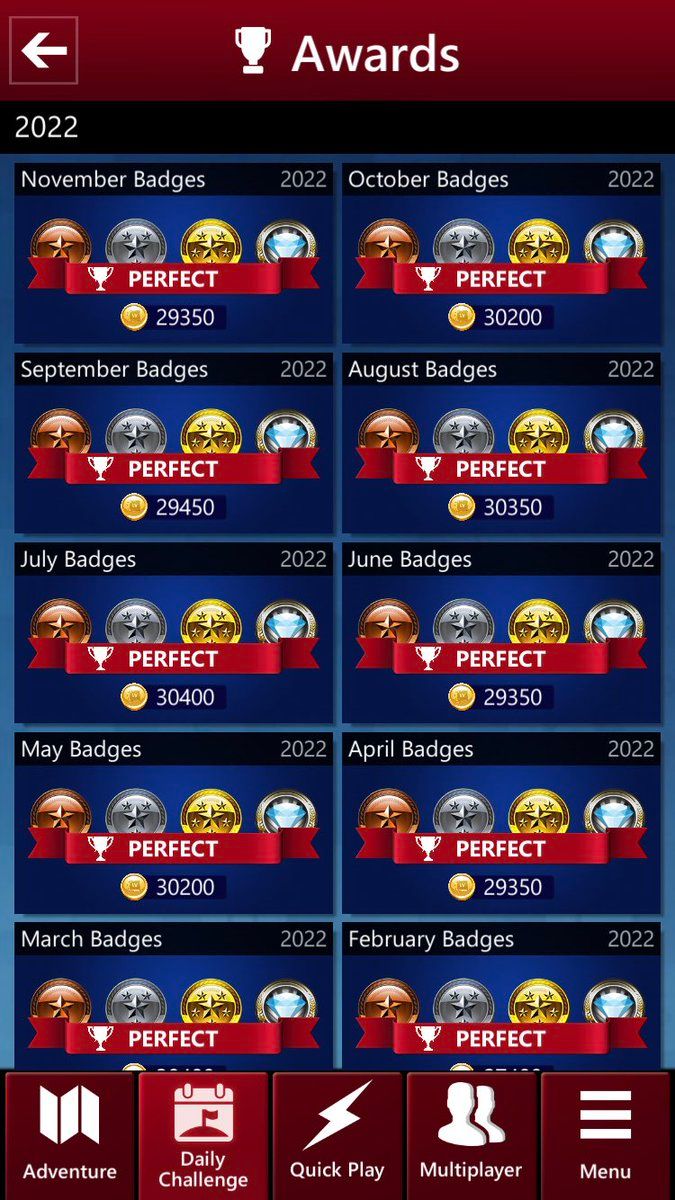 Awards
2022
November Badges 2022
PERFECT
29350
October Badges 2022
PERFECT
30200
September Badges 2022
PERFECT
29450
August Badges 2022
PERFECT
30350
July Badges 2022
PERFECT
30400
June Badges 2022
PERFECT
29350
May Badges 2022
PERFECT
30200
April Badges 2022
PERFECT
29350
March Badges 2022
PERFECT
February Badges 2022
PERFECT
Adventure
Daily
Challenge
Quick Play
Multiplayer
Menu